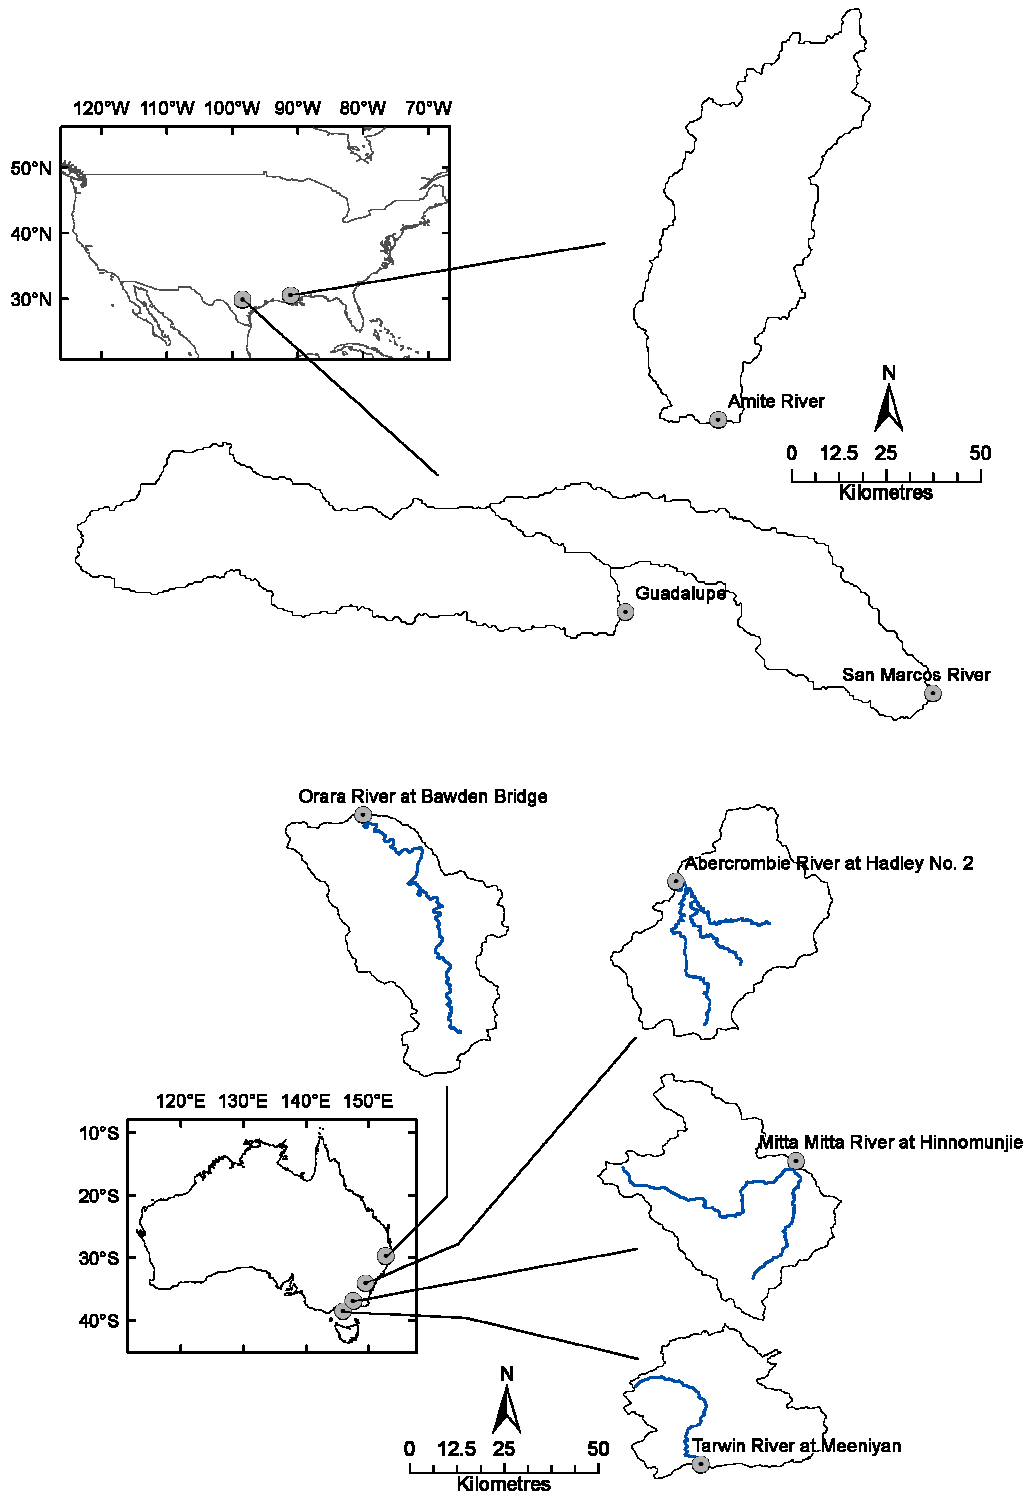 120°W 110°W 100°W 90°W 80°W 70°W
50°N
40°N
30°N
Amite River
N
0 12.5 25 50
Kilometres
Guadalupe
San Marcos River
Orara River at Bawden Bridge
Abercrombie River at Hadley No. 2
120°E 130°E 140°E 150°E
10°S
20°S
30°S
40°S
Mitta Mitta River at Hinnomunjie
N
0 12.5 25 50
Kilometres
Tarwin River at Meeniyan